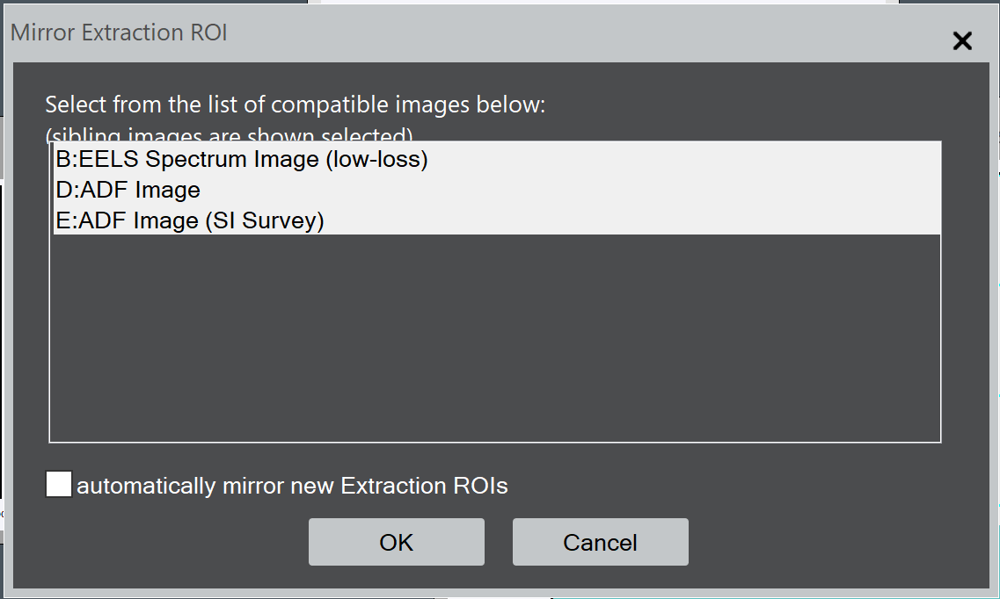 Mirror Extraction ROI
Select from the list of compatible images below:
(sibling images are shown selected)
B:EELS Spectrum Image (low-loss)
D:ADF Image
E:ADF Image (SI Survey)
automatically mirror new Extraction ROIs
OK
Cancel